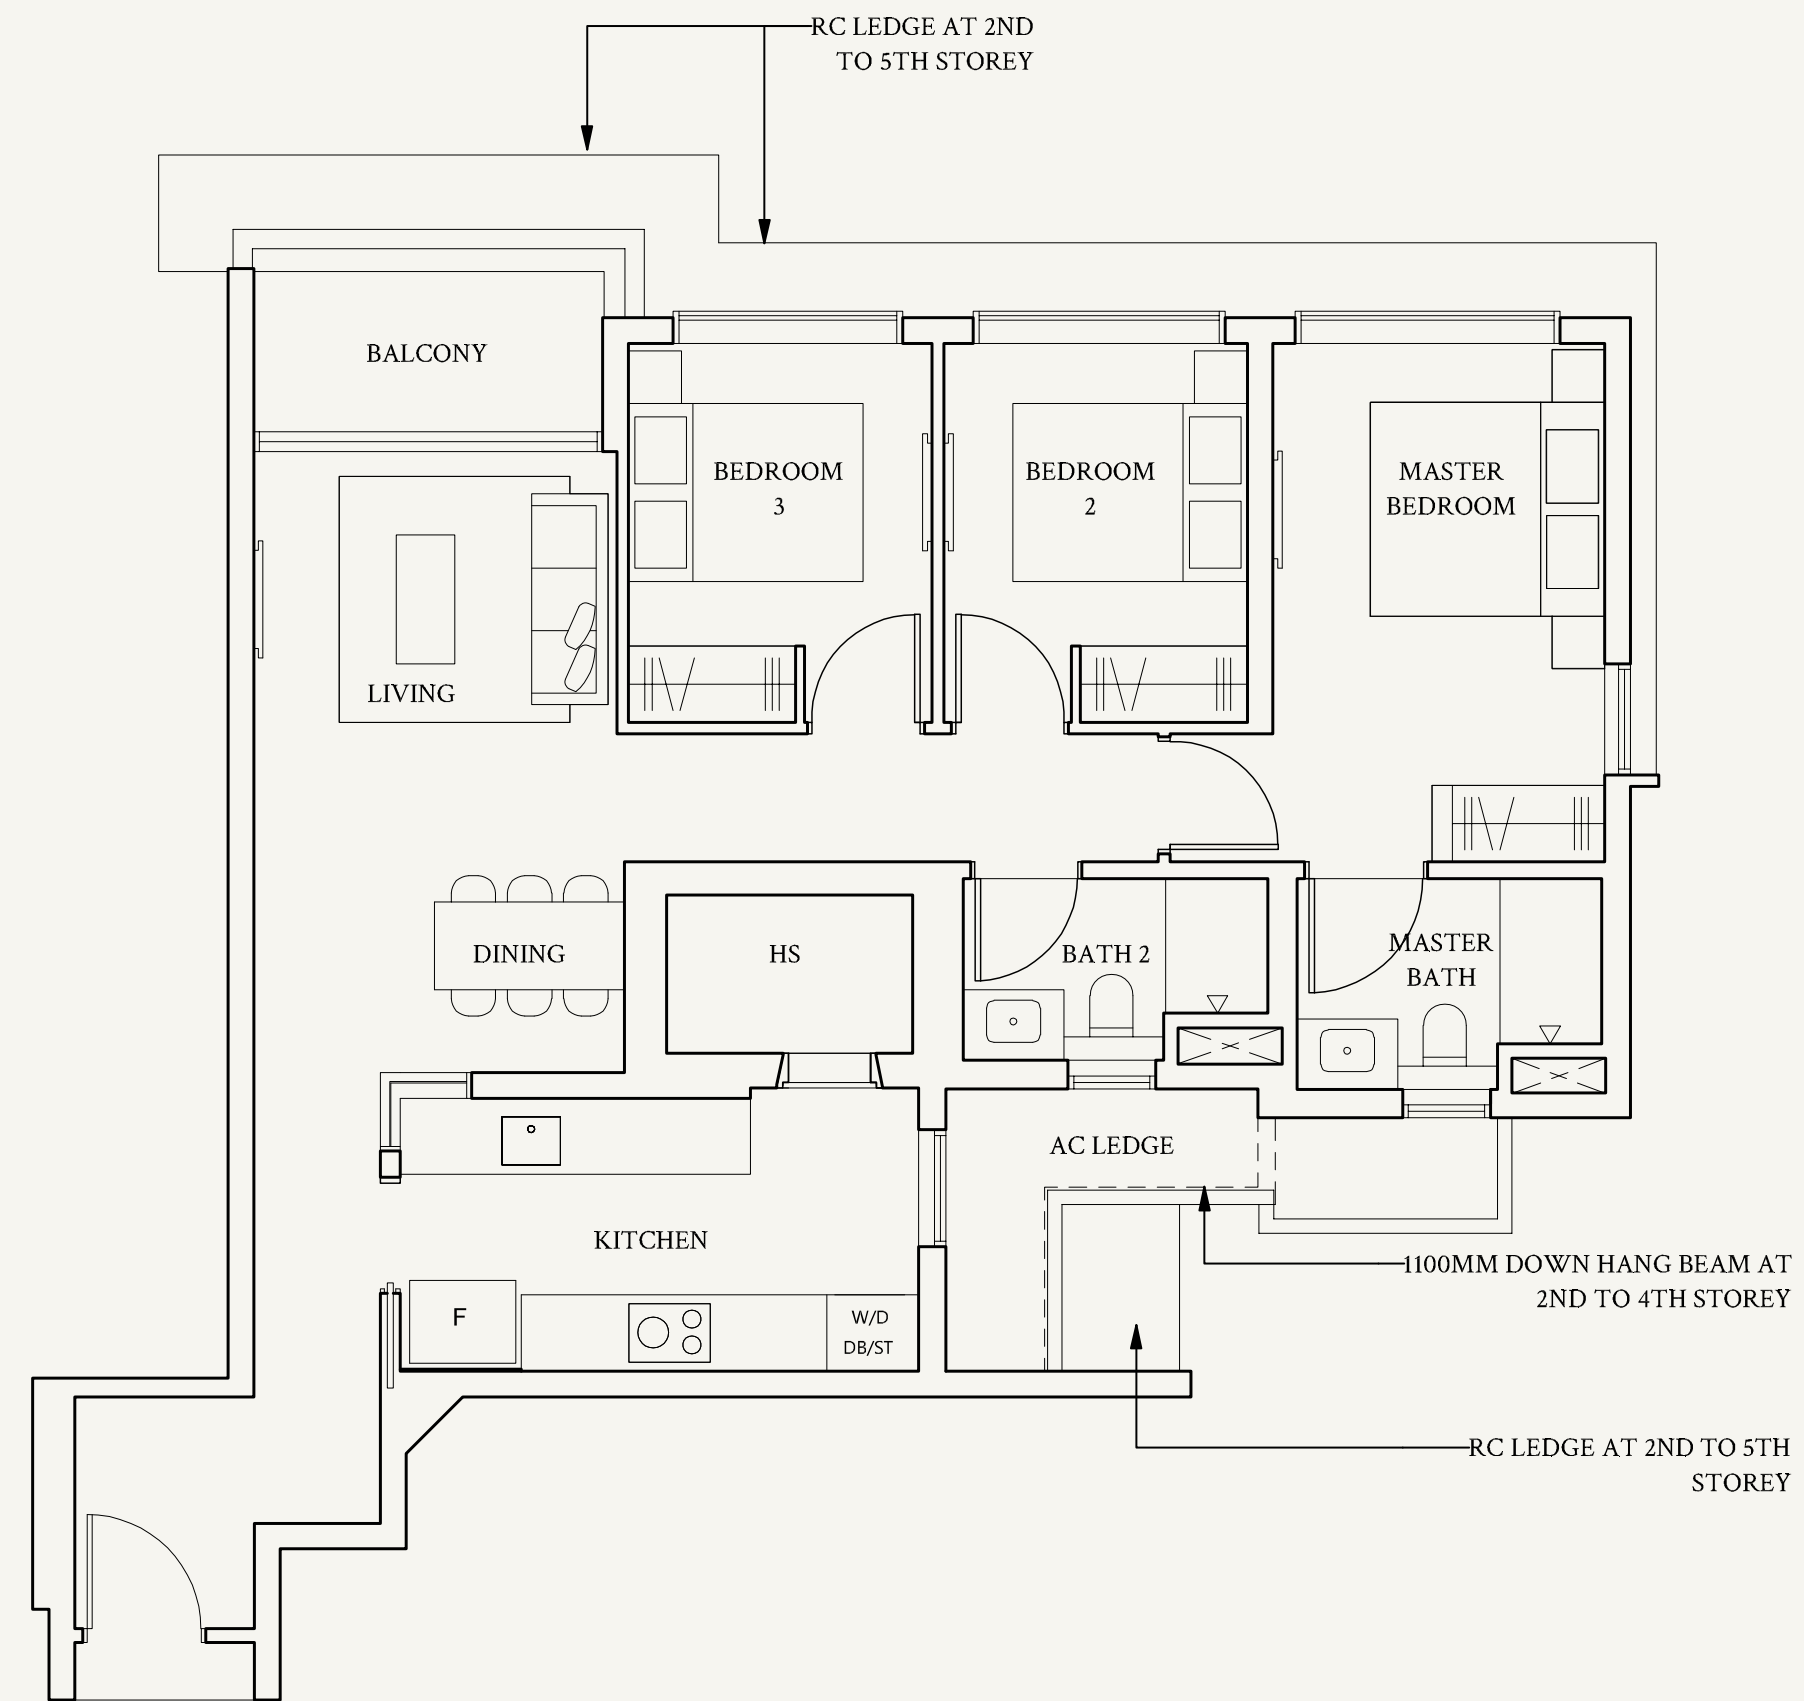 RC LEDGE AT 2ND
TO 5TH STOREY
BALCONY
BEDROOM
3
BEDROOM
2
MASTER
BEDROOM
LIVING
DINING
HS
BATH 2
MASTER
BATH
AC LEDGE
KITCHEN
1100MM DOWN HANG BEAM AT
2ND TO 4TH STOREY
F
W/D
DB/ST
RC LEDGE AT 2ND TO 5TH
STOREY